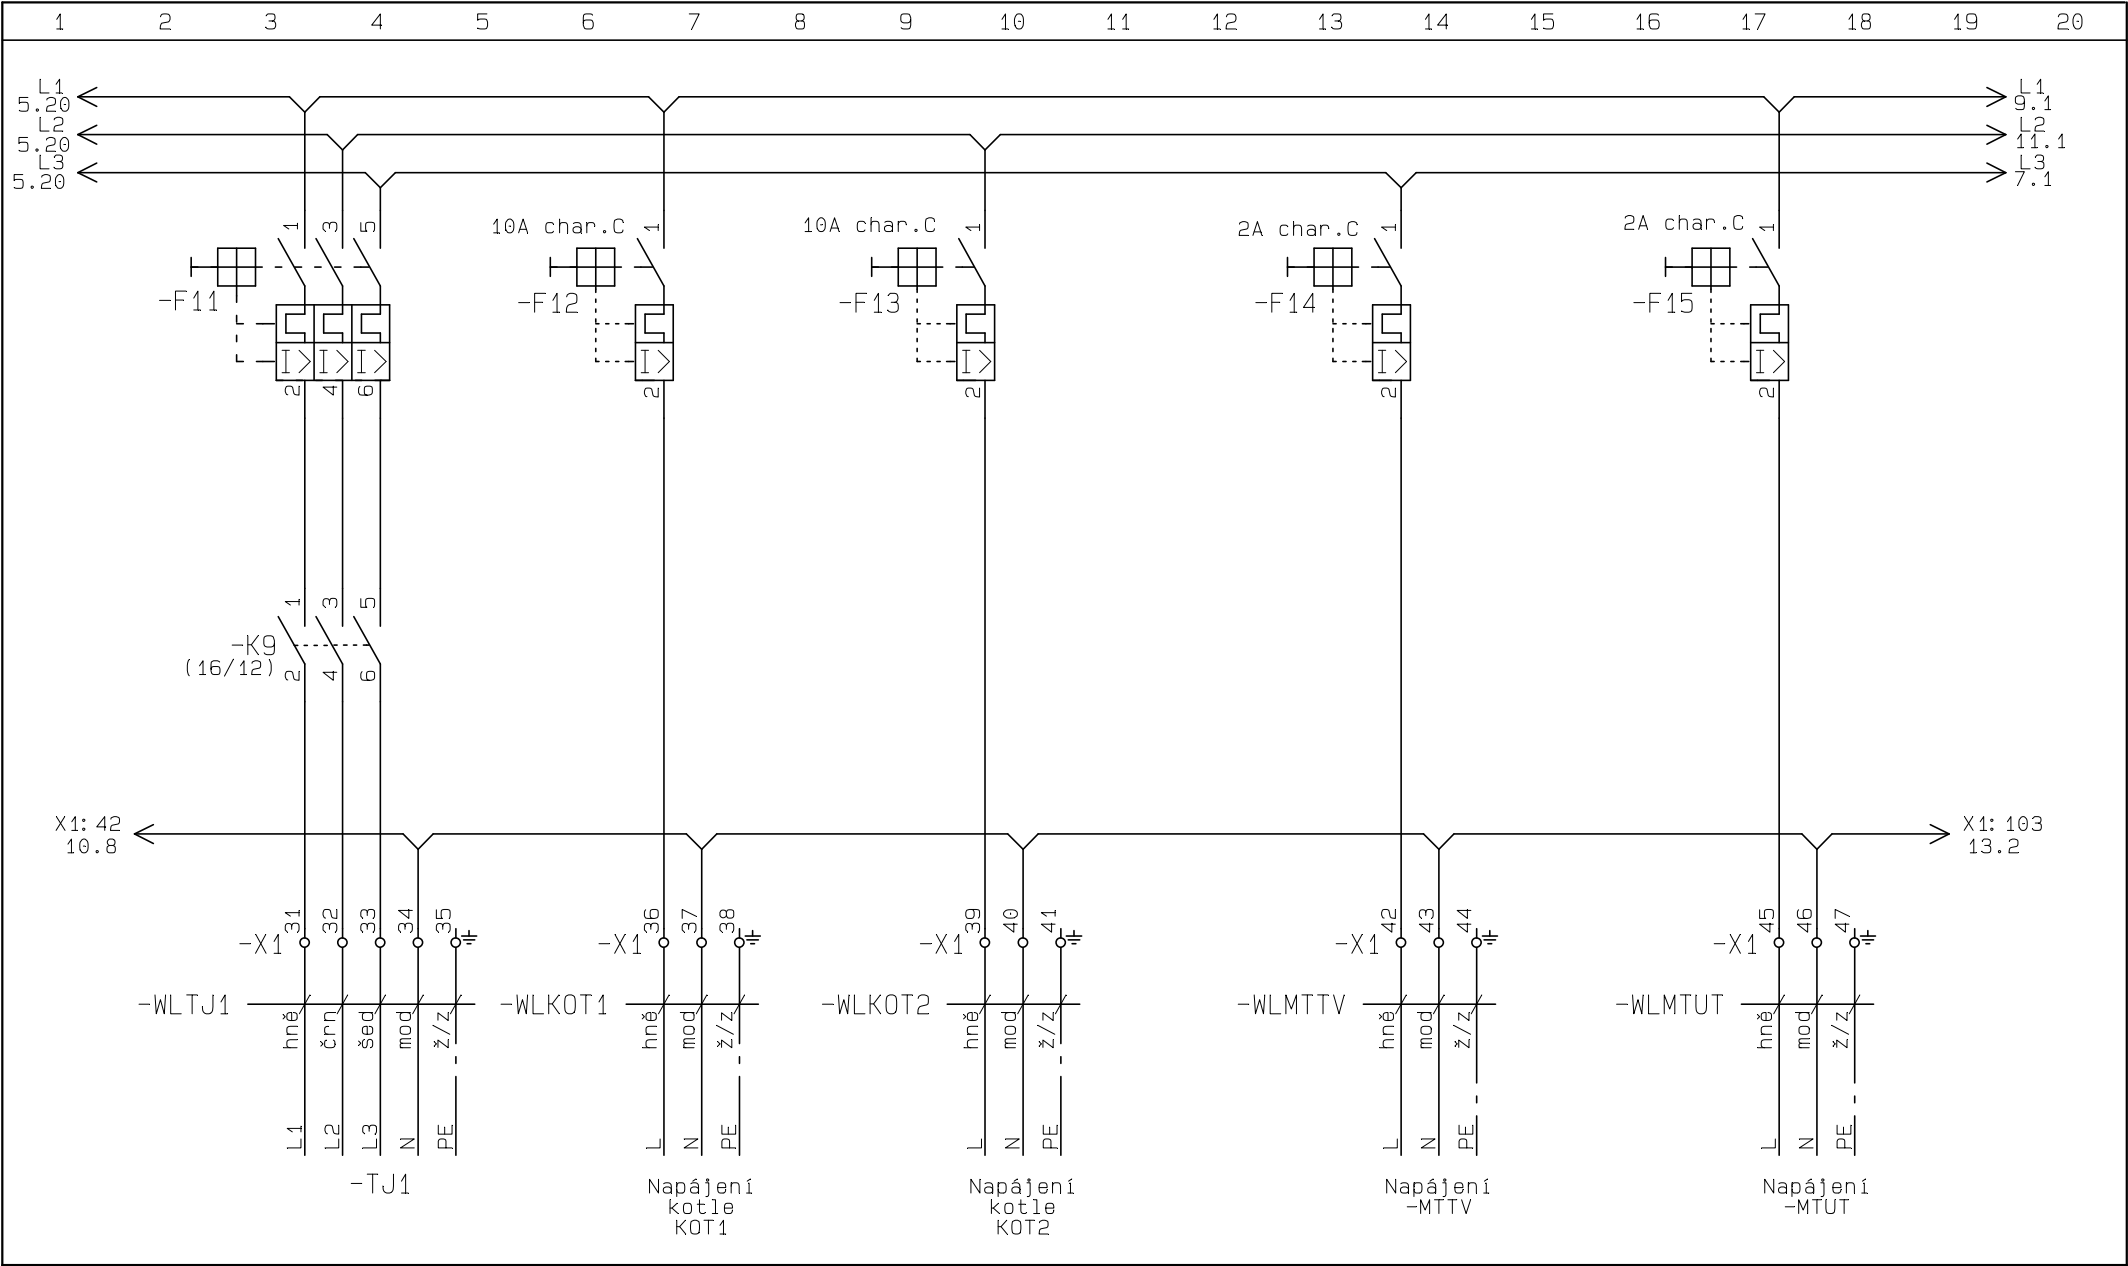 1 2 3 4 5 6 7 8 9 10 11 12 13 14 15 16 17 18 19 20
L1 L1
5.20 9.1
L2 L2
5.20 11.1
L3 L3
5.20 7.1
1 3 5 10A char.C 1 10A char.C 1 2A char.C 1 2A char.C 1
-F11 -F12 -F13 -F14 -F15
I> I> I> I> I> I> I>
2 4 6 2 2 2 2
1 3 5
-K9
(16/12) 2 4 6
X1:42 X1:103
10.8 13.2
31 32 33 34 35 36 37 38 39 40 41 42 43 44 45 46 47
-X1 -X1 -X1 -X1 -X1
-WLTJ1 -WLKOT1 -WLKOT2 -WLMTTV -WLMTUT
hně črn šed mod ž/z hně mod ž/z hně mod ž/z hně mod ž/z hně mod ž/z
L1 L2 L3 N PE L N PE L N PE L N PE L N PE
-TJ1
Napájení
kotle
KOT1
Napájení
kotle
KOT2
Napájení
-MTTV
Napájení
-MTUT